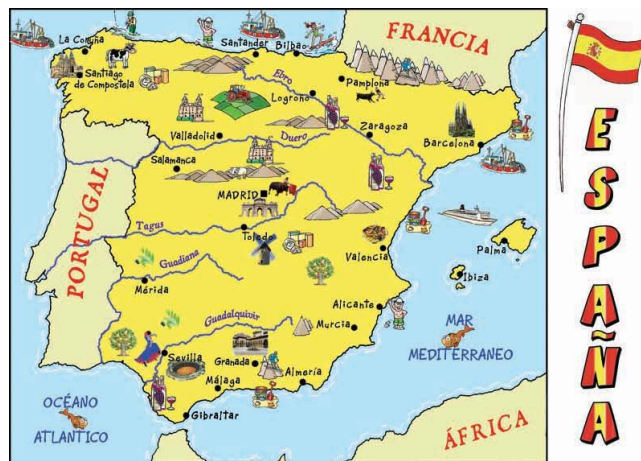 La Coruña
Santander
Bilbao
FRANCIA
Santiago
de Compostela
Ebro
Pamplona
Logroño
Valladolid
Duero
Zaragoza
Barcelona
Salamanca
MADRID
PORTUGAL
Tagus
Toledo
Valencia
Palma
Guadiana
Ibiza
Mérida
Alicante
Guadalquivir
Murcia
MAR
MEDITERRANEO
Sevilla
Granada
Almería
Málaga
OCÉANO
ATLANTICO
Gibraltar
ÁFRICA
ESPAÑA